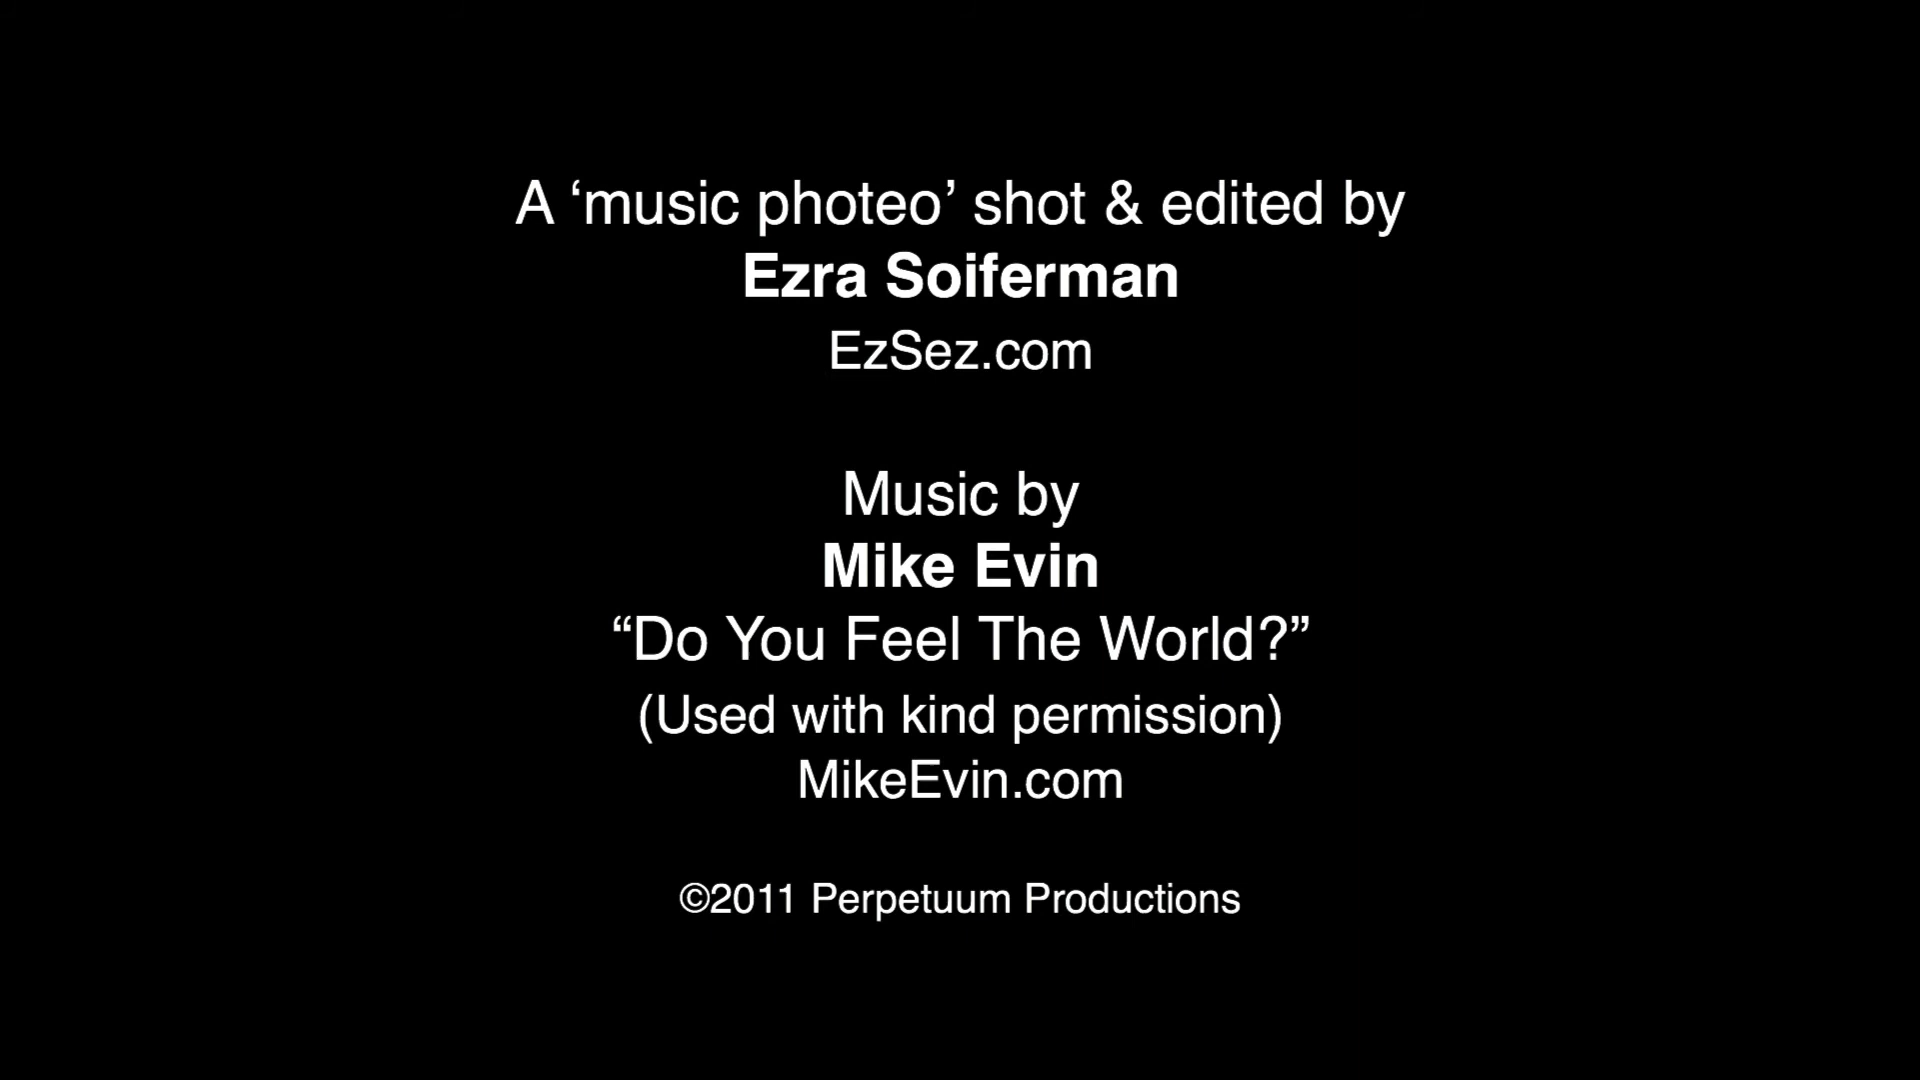 A ‘music photeo’ shot & edited by
Ezra Soiferman
EzSez.com
Music by
Mike Evin
“Do You Feel The World?”
(Used with kind permission)
MikeEvin.com
©2011 Perpetuum Productions